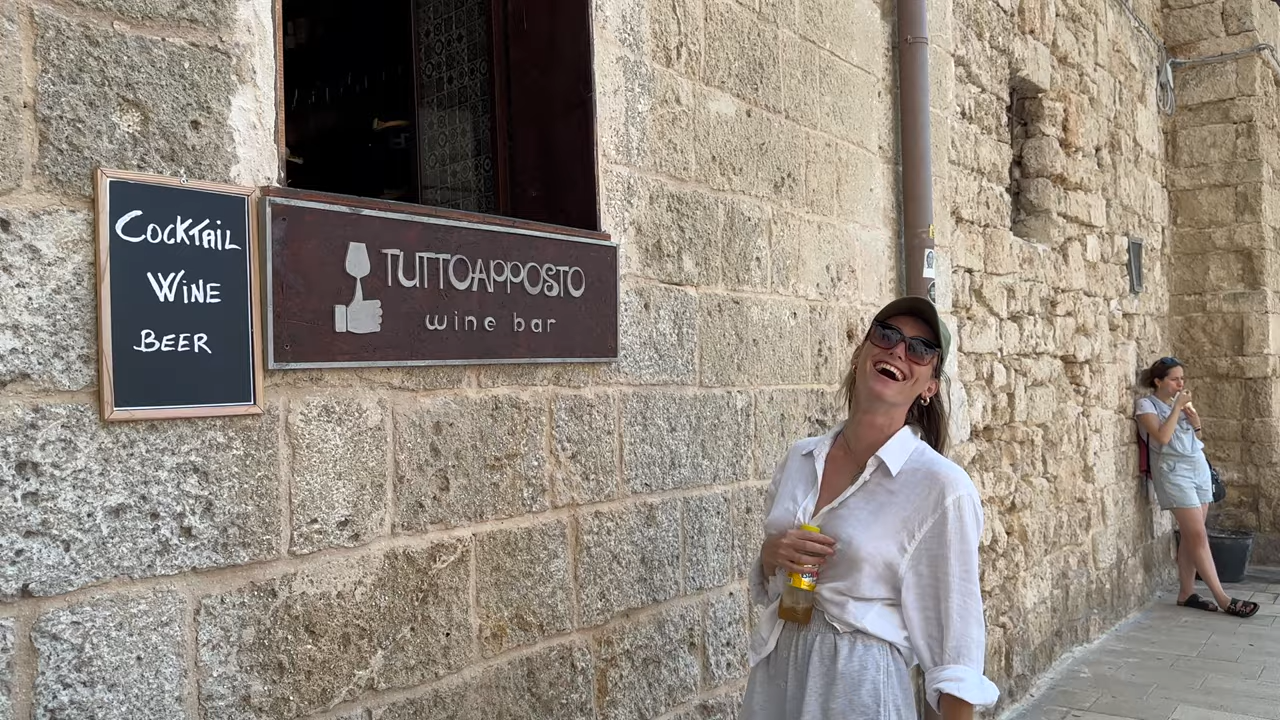 COCKTAIL
WINE
BEER
TUTTOAPPOSTO
wine bar